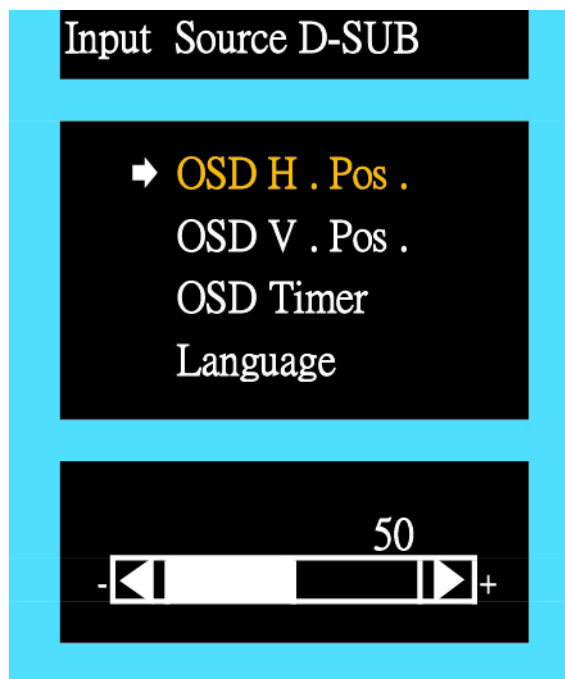 Input Source D-SUB
OSD H . Pos .
OSD V . Pos .
OSD Timer
Language
50
- +